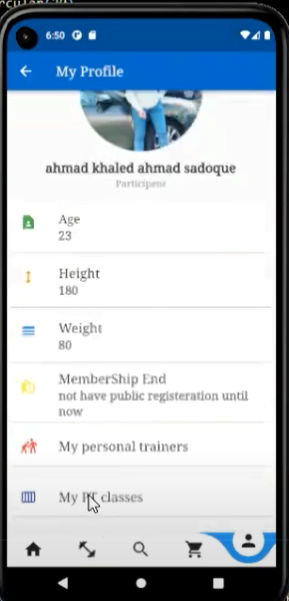 6:50
My Profile
ahmad khaled ahmad sadoque
Participent
Age
23
Height
180
Weight
80
MemberShip End
not have public registeration until
now
My personal trainers
My PT classes